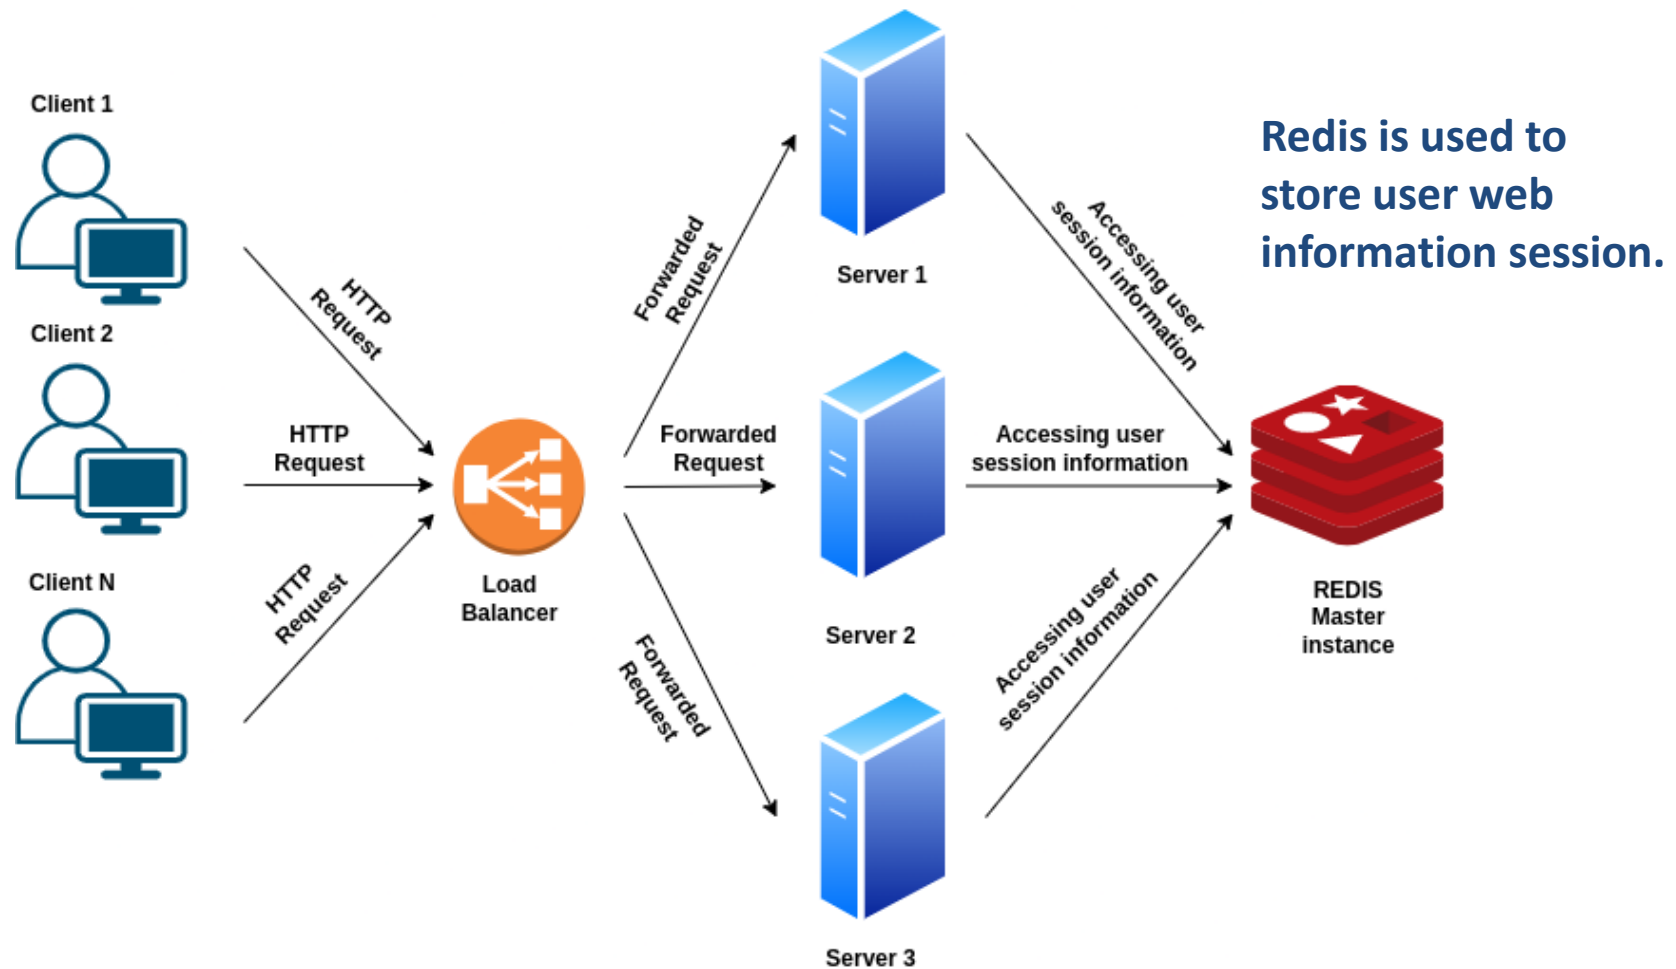 Client 1
HTTP
Request
Client 2
HTTP
Request
Client N
HTTP
Request
Load
Balancer
Forwarded
Request
Forwarded
Request
Forwarded
Request
Server 1
Server 2
Server 3
Accessing user
session information
Accessing user
session information
Accessing user
session information
Redis is used to
store user web
information session.
REDIS
Master
instance